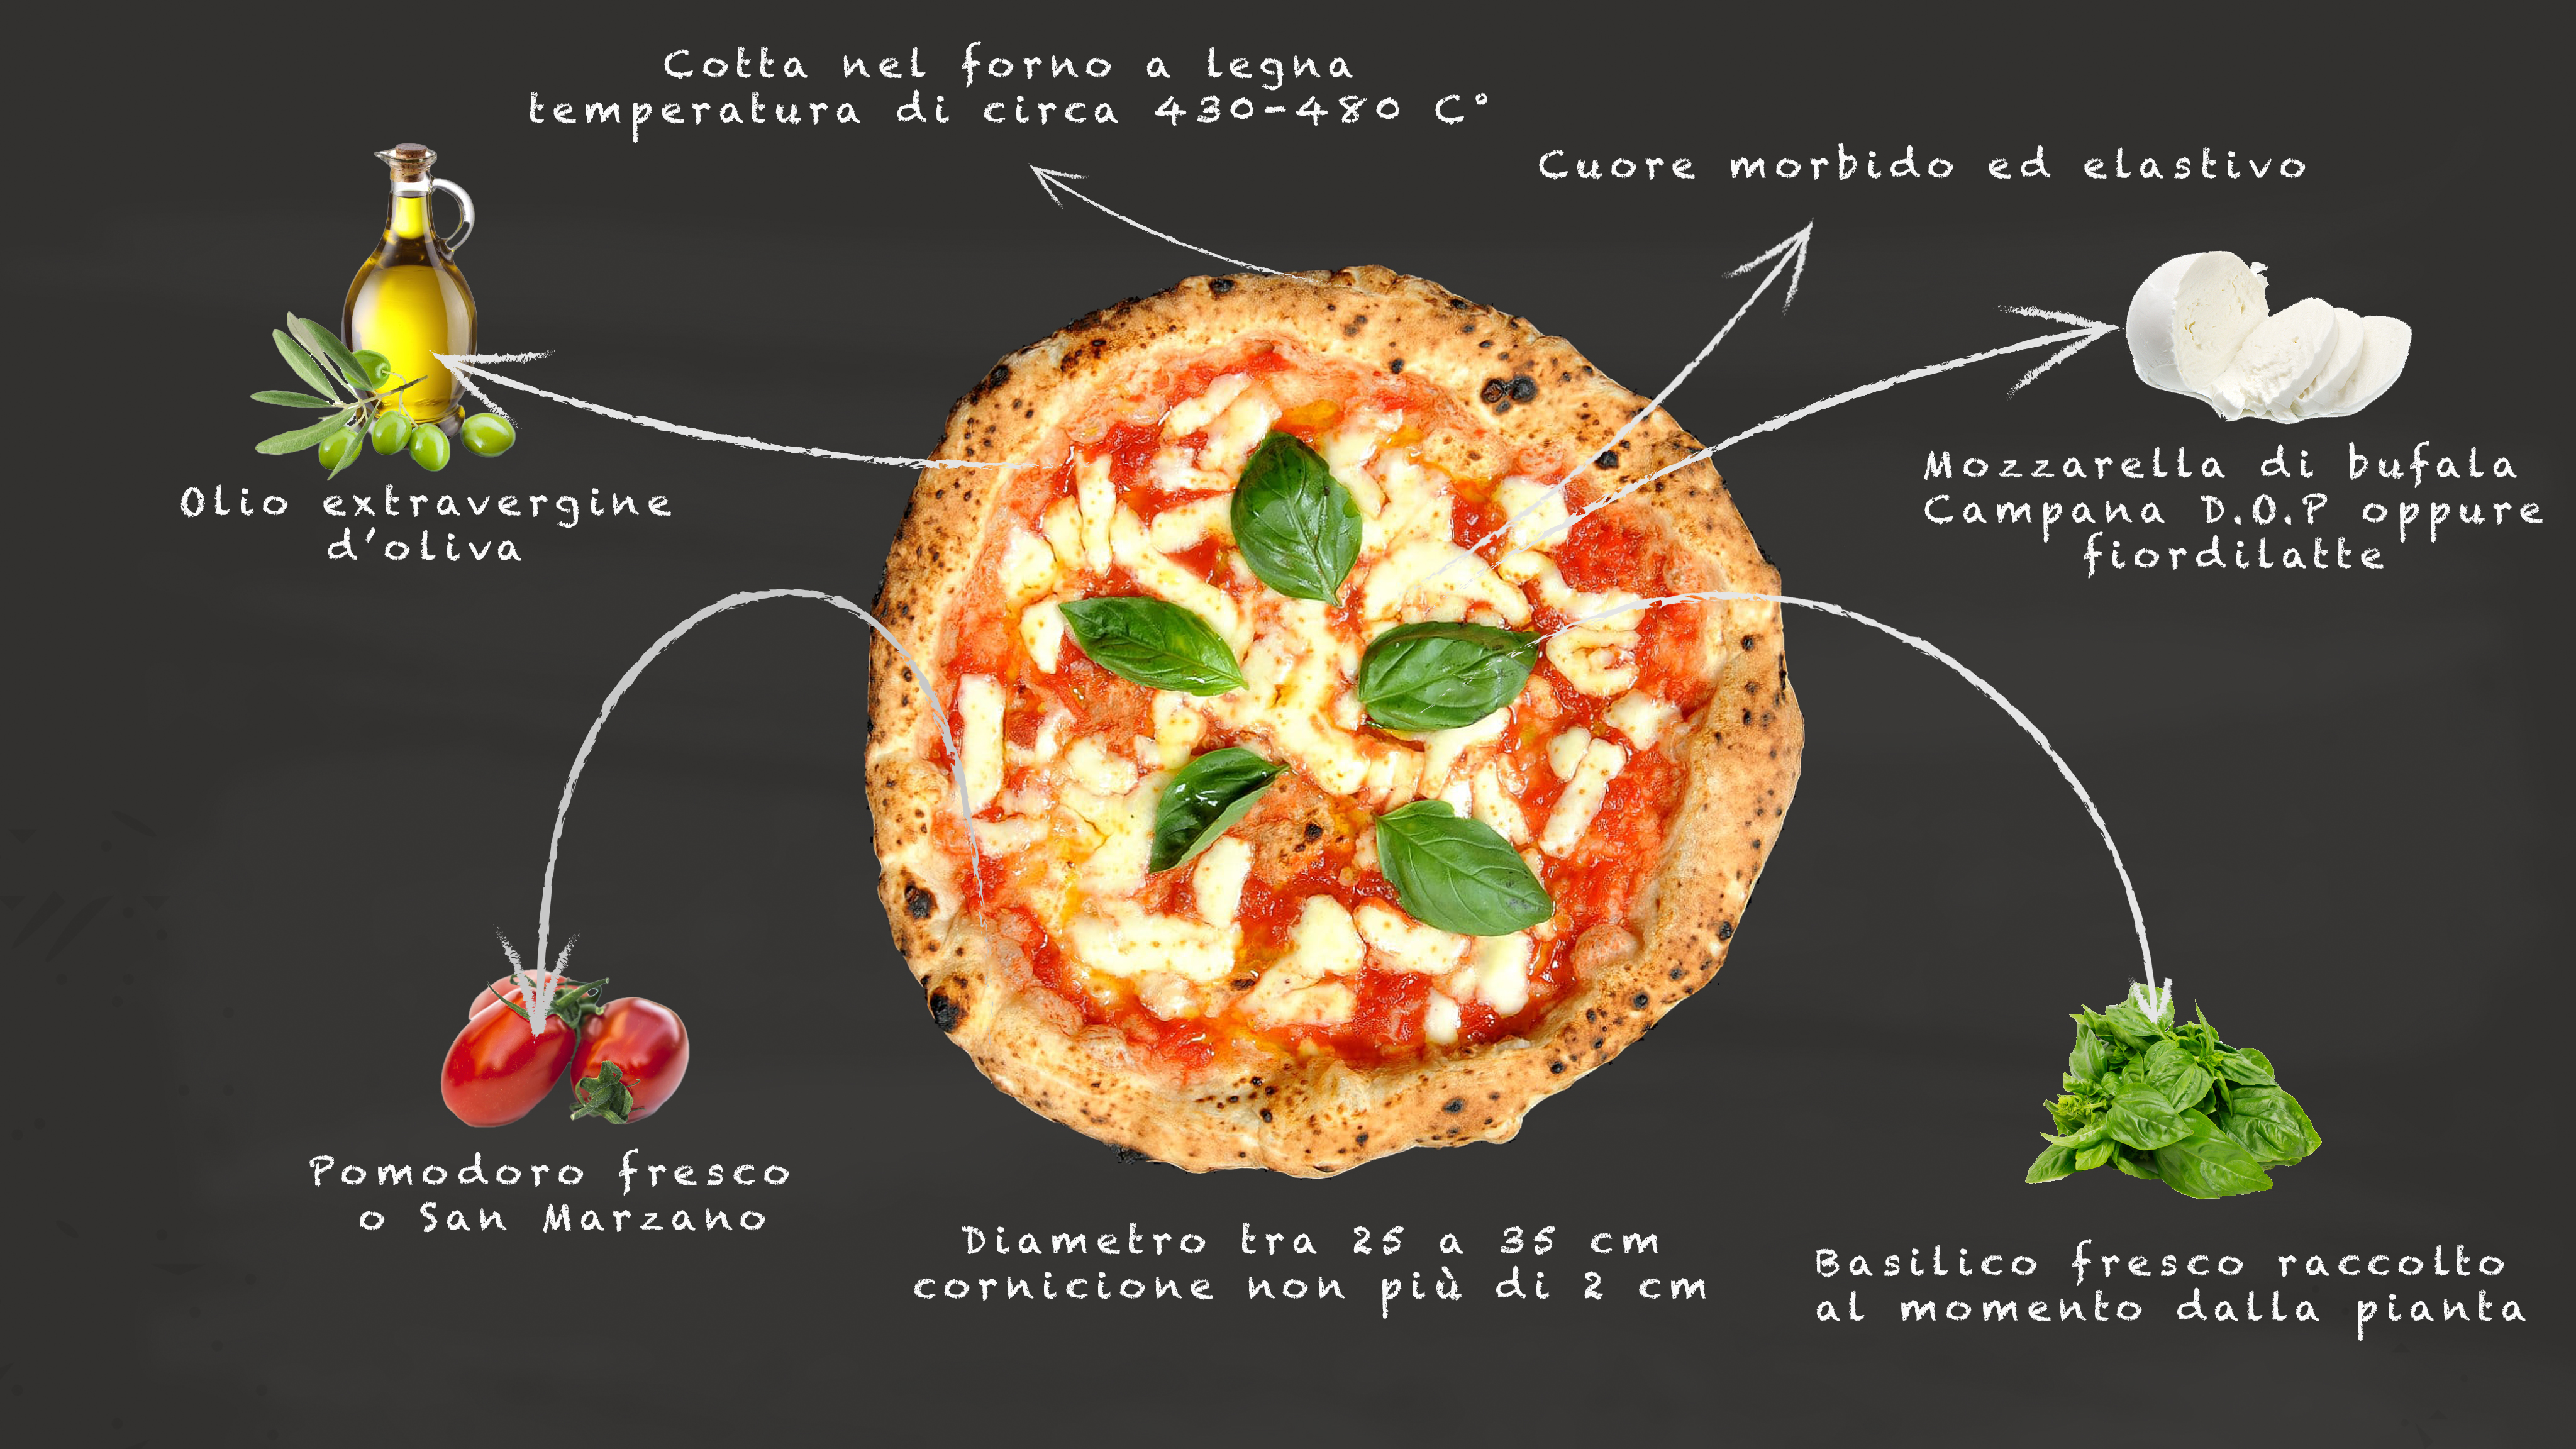 Cotta nel forno a legna
temperatura di circa 430-480 C°
Cuore morbido ed elastivo
Olio extravergine
d'oliva
Mozzarella di bufala
Campana D.O.P oppure
fiordilatte
Pomodoro fresco
o San Marzano
Diametro tra 25 a 35 cm
cornicione non più di 2 cm
Basilico fresco raccolto
al momento dalla pianta